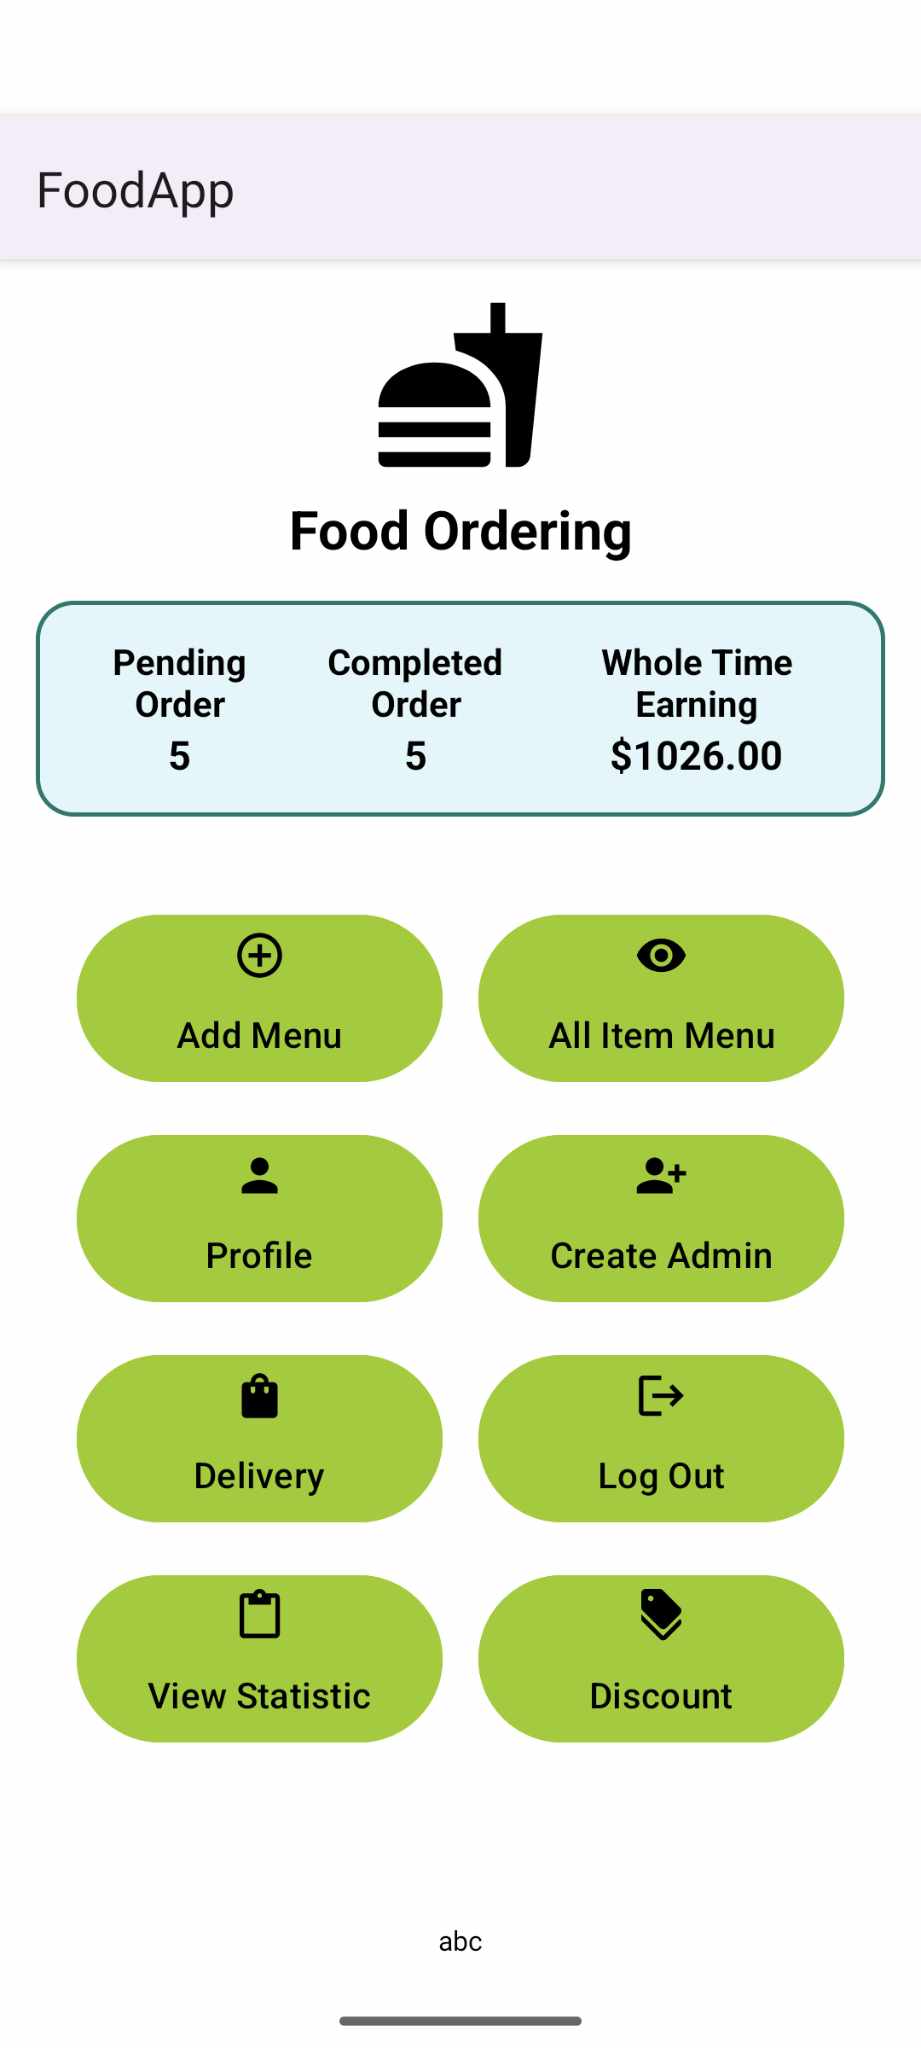 FoodApp
Food Ordering
Pending
Order
5
Completed
Order
5
Whole Time
Earning
$1026.00
Add Menu
All Item Menu
Profile
Create Admin
Delivery
Log Out
View Statistic
Discount
abc